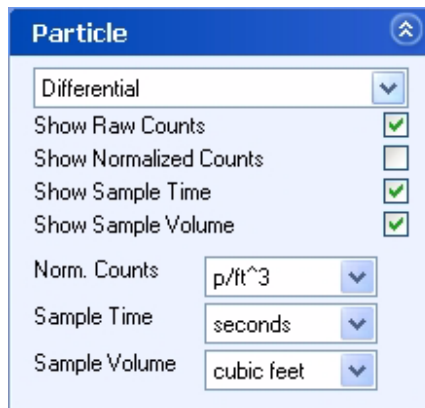 Particle
Differential
Show Raw Counts
Show Normalized Counts
Show Sample Time
Show Sample Volume
Norm. Counts p/ft^3
Sample Time seconds
Sample Volume cubic feet